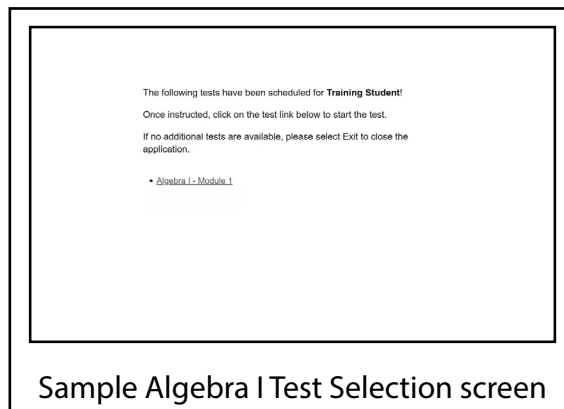 The following tests have been scheduled for Training Student!
Once instructed, click on the test link below to start the test.
If no additional tests are available, please select Exit to close the
application.
• Algebra I - Module 1
Sample Algebra I Test Selection screen